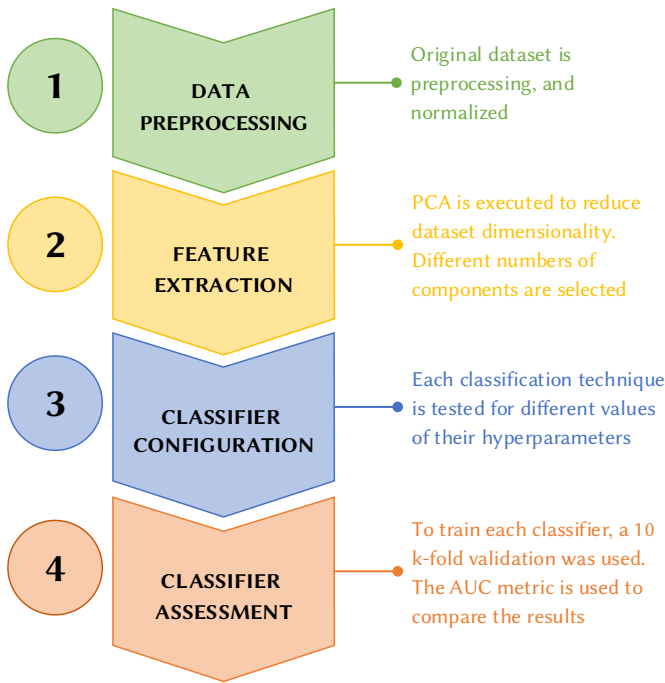 1
DATA
PREPROCESSING
Original dataset is
preprocessing, and
normalized
2
FEATURE
EXTRACTION
PCA is executed to reduce
dataset dimensionality.
Different numbers of
components are selected
3
CLASSIFIER
CONFIGURATION
Each classification technique
is tested for different values
of their hyperparameters
4
CLASSIFIER
ASSESSMENT
To train each classifier, a 10
k-fold validation was used.
The AUC metric is used to
compare the results